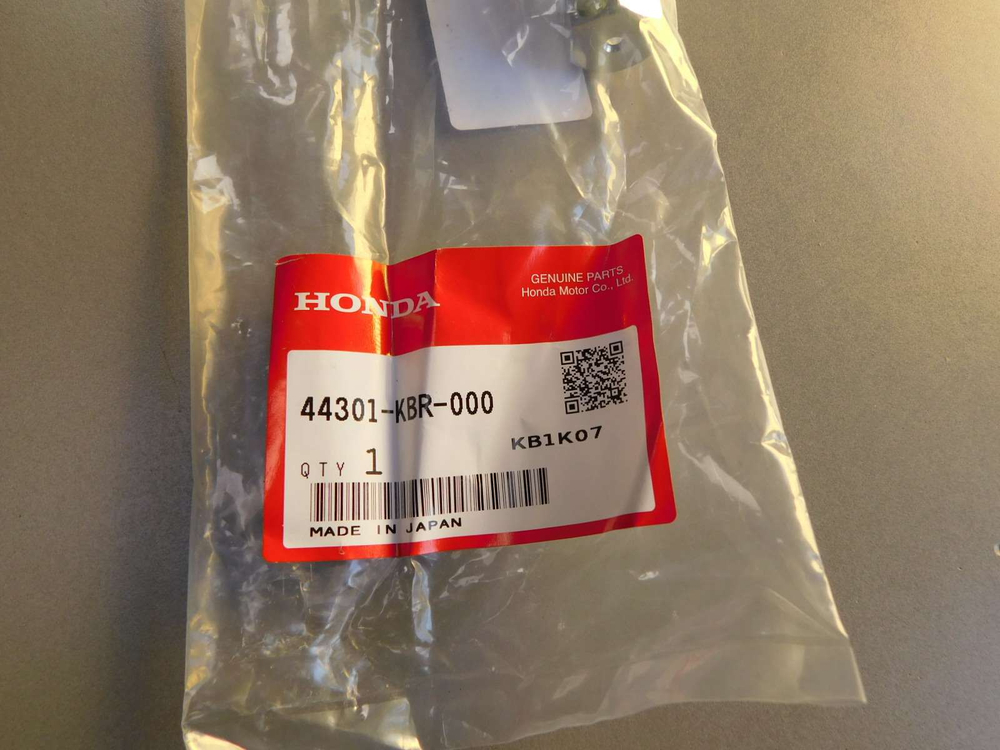 HONDA
GENUINE PARTS
Honda Motor Co., Ltd.
44301-KBR-000
KB1K07
QTY 1
MADE IN JAPAN